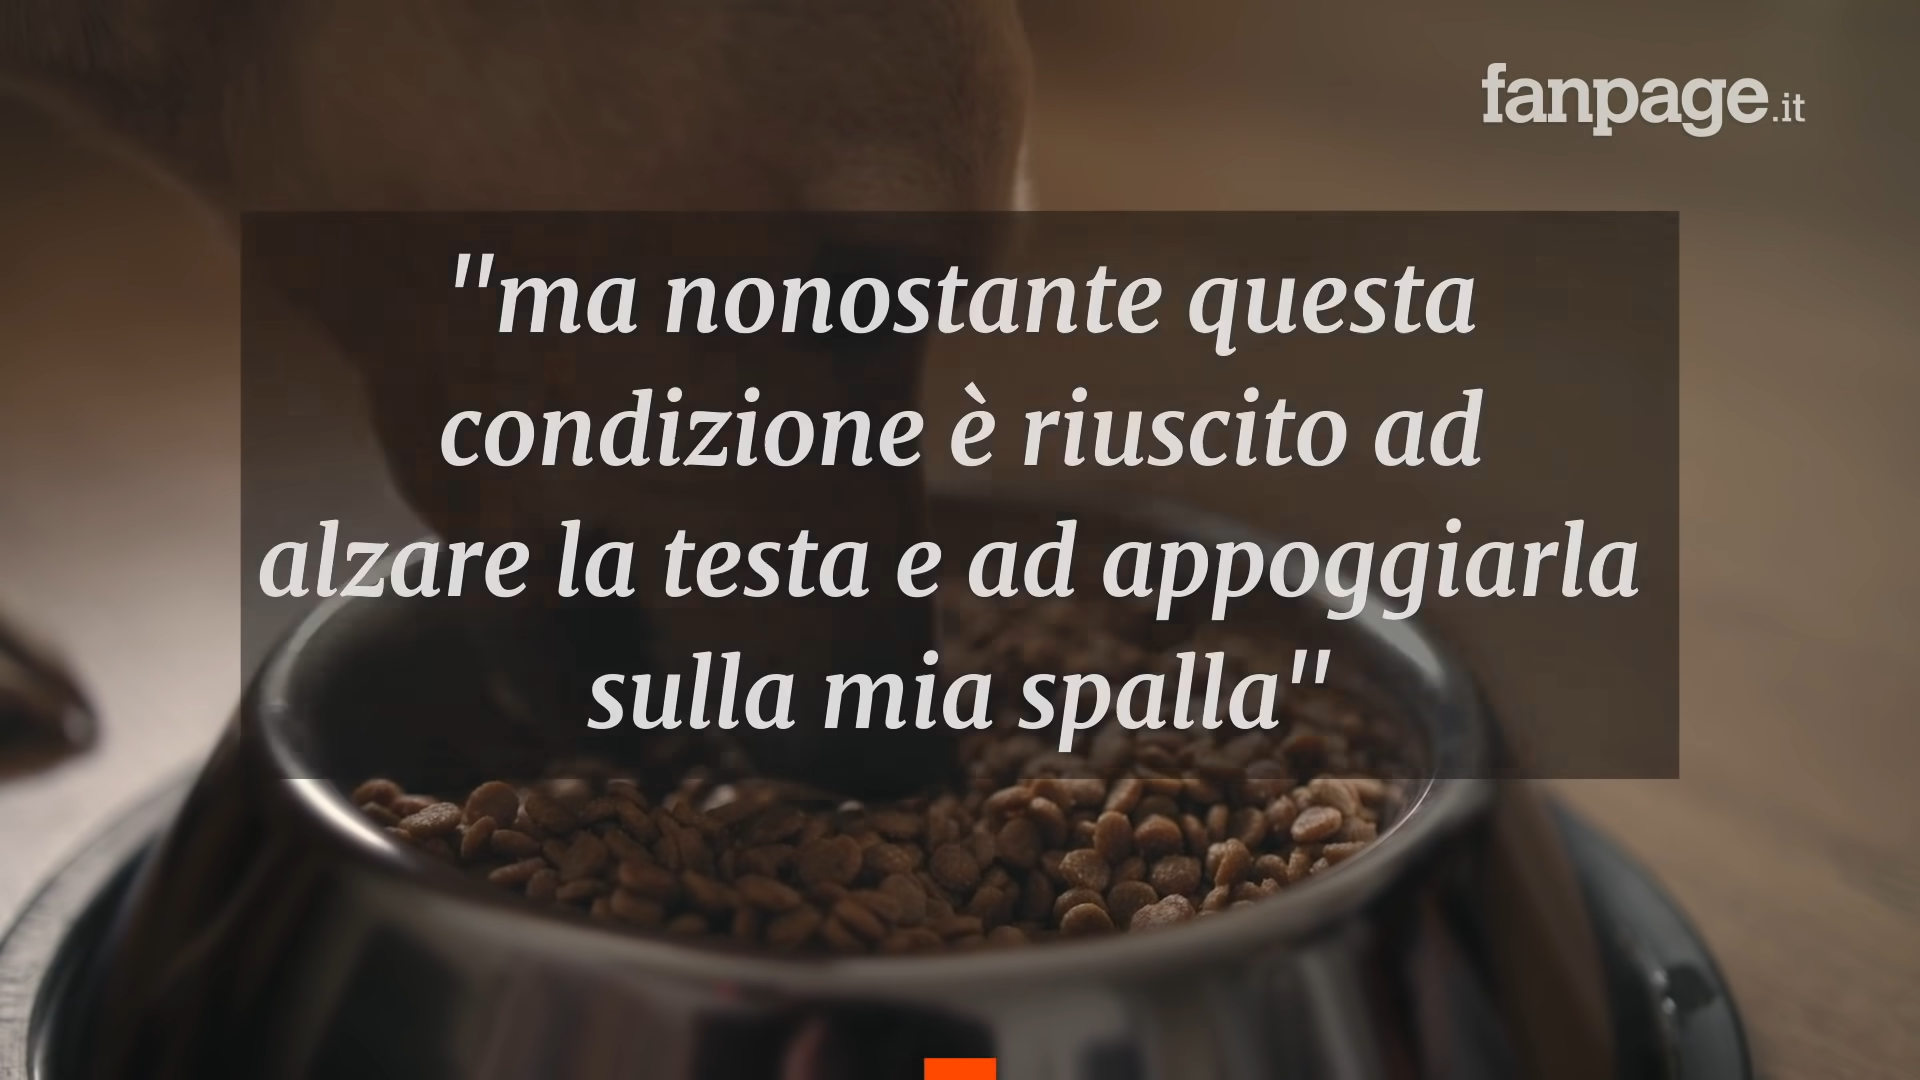 fanpage.it
"ma nonostante questa
condizione è riuscito ad
alzare la testa e ad appoggiarla
sulla mia spalla"